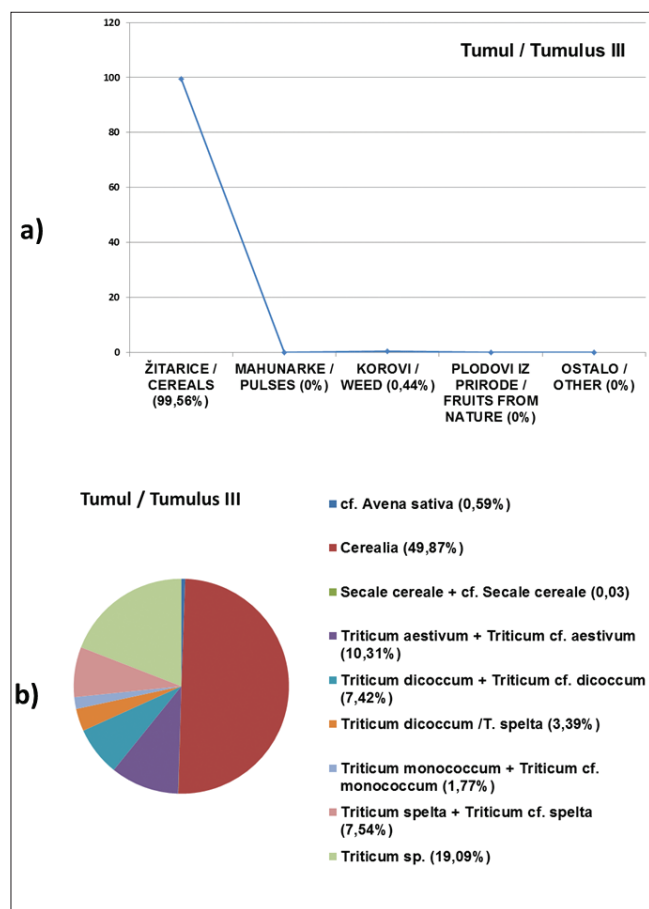 Tumul / Tumulus III
120
100
80
60
40
20
0
a)
ŽITARICE /
CEREALS
(99,56%)
MAHUNARKE /
PULSES (0%)
KOROVI /
WEED (0,44%)
PLODOVI IZ
PRIRODE /
FRUITS FROM
NATURE (0%)
OSTALO /
OTHER (0%)
Tumul / Tumulus III
b)
cf. Avena sativa (0,59%)
Cerealia (49,87%)
Secale cereale + cf. Secale cereale (0,03)
Triticum aestivum + Triticum cf. aestivum
(10,31%)
Triticum dicoccum + Triticum cf. dicoccum
(7,42%)
Triticum dicoccum /T. spelta (3,39%)
Triticum monococcum + Triticum cf.
monococcum (1,77%)
Triticum spelta + Triticum cf. spelta
(7,54%)
Triticum sp. (19,09%)